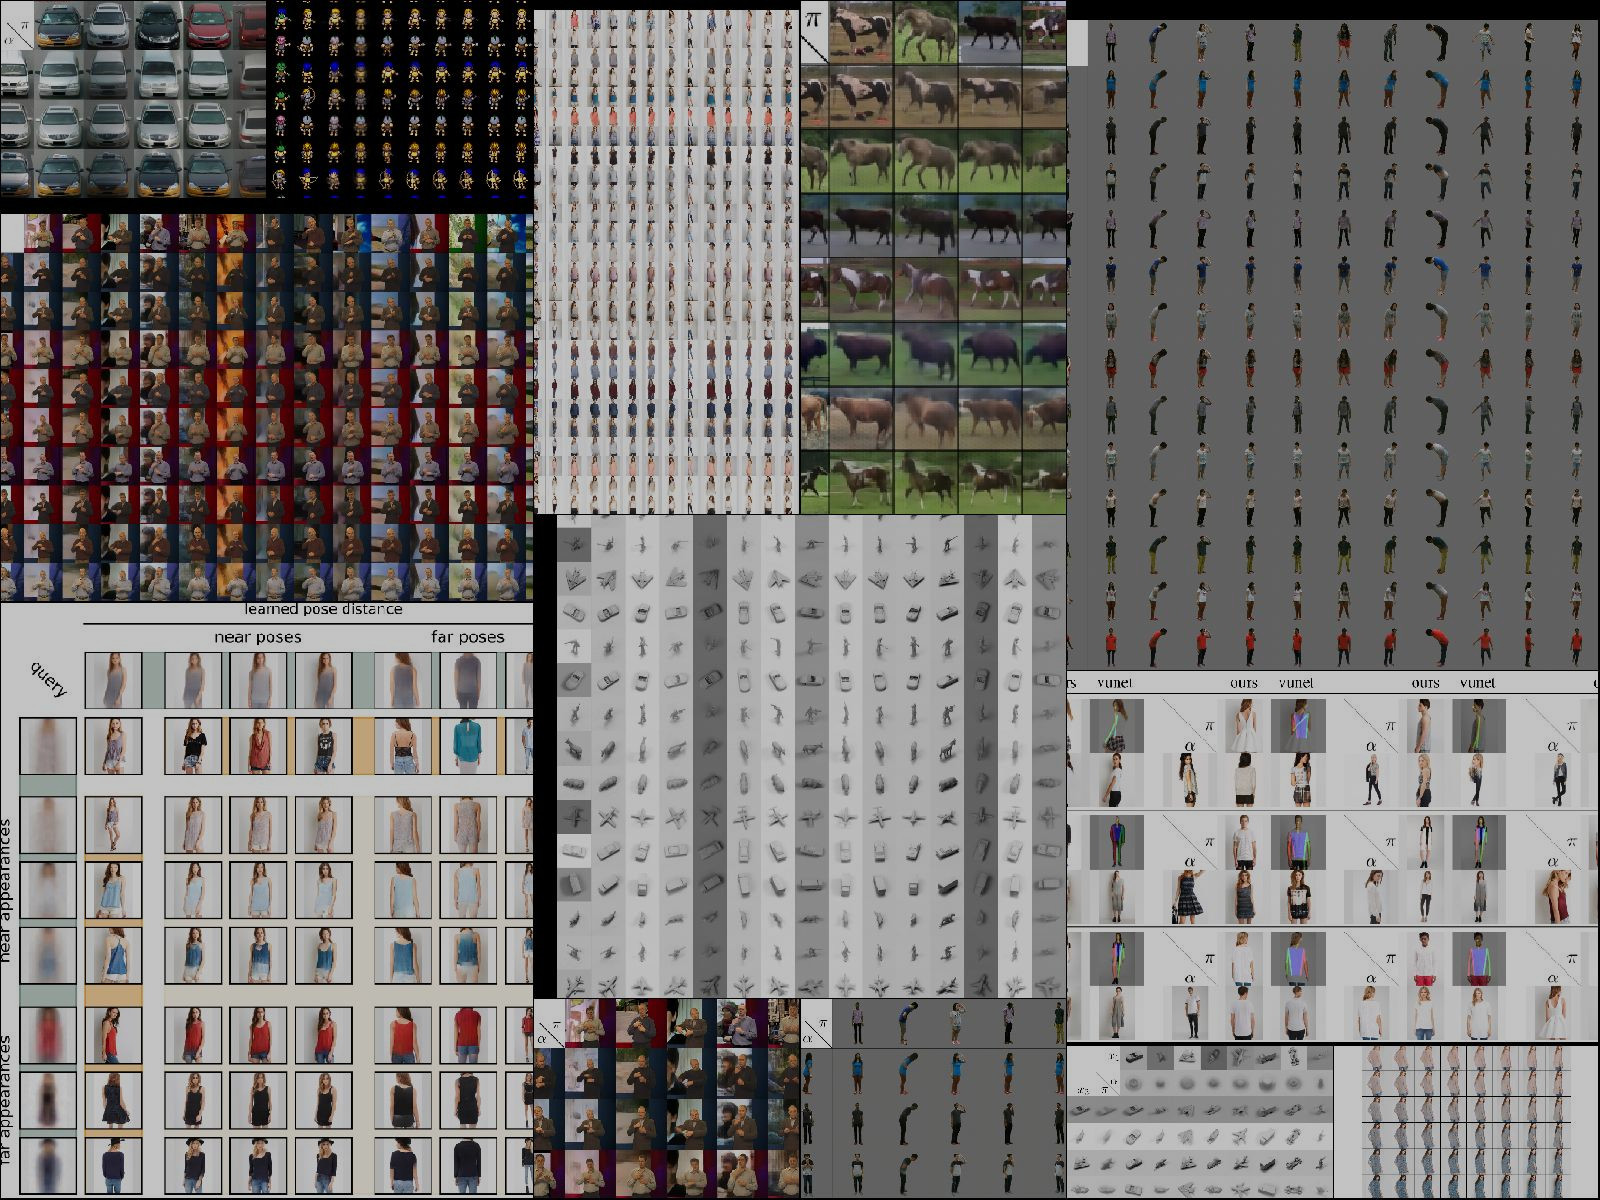 π
α
π
learned pose distance
near poses far poses
query
near appearances
far appearances
vunet ours vunet ours vunet
π π
α α α
π π
α α α
π π
α α α
π
α
π
α
α
π